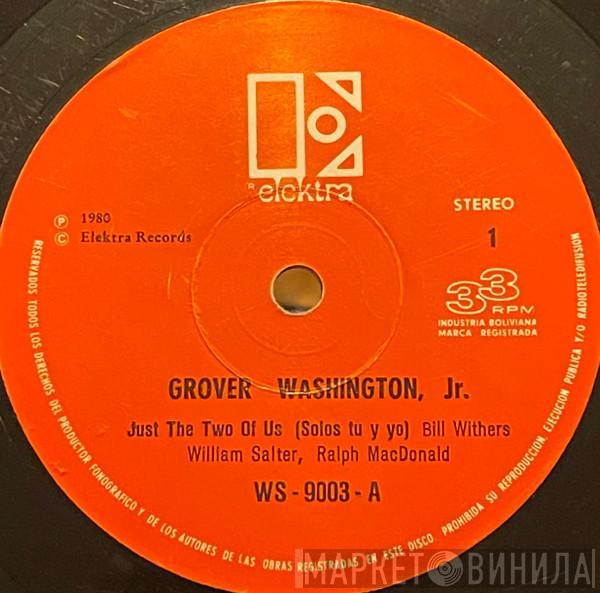 elektra
® 
STEREO
℗ 1980
© Elektra Records
1
33 RPM
INDUSTRIA BOLIVIANA
MARCA REGISTRADA
GROVER WASHINGTON, Jr.
Just The Two Of Us (Solos tu y yo) Bill Withers
William Salter, Ralph MacDonald
WS - 9003 - A
RESERVADOS TODOS LOS DERECHOS DEL PRODUCTOR FONOGRAFICO Y DE LOS AUTORES DE LAS OBRAS REGISTRADAS EN ESTE DISCO. PROHIBIDA SU REPRODUCCION, EJECUCION PUBLICA Y/O RADIOTELEDIFUSION
МАРКЕТ ВИНИЛА